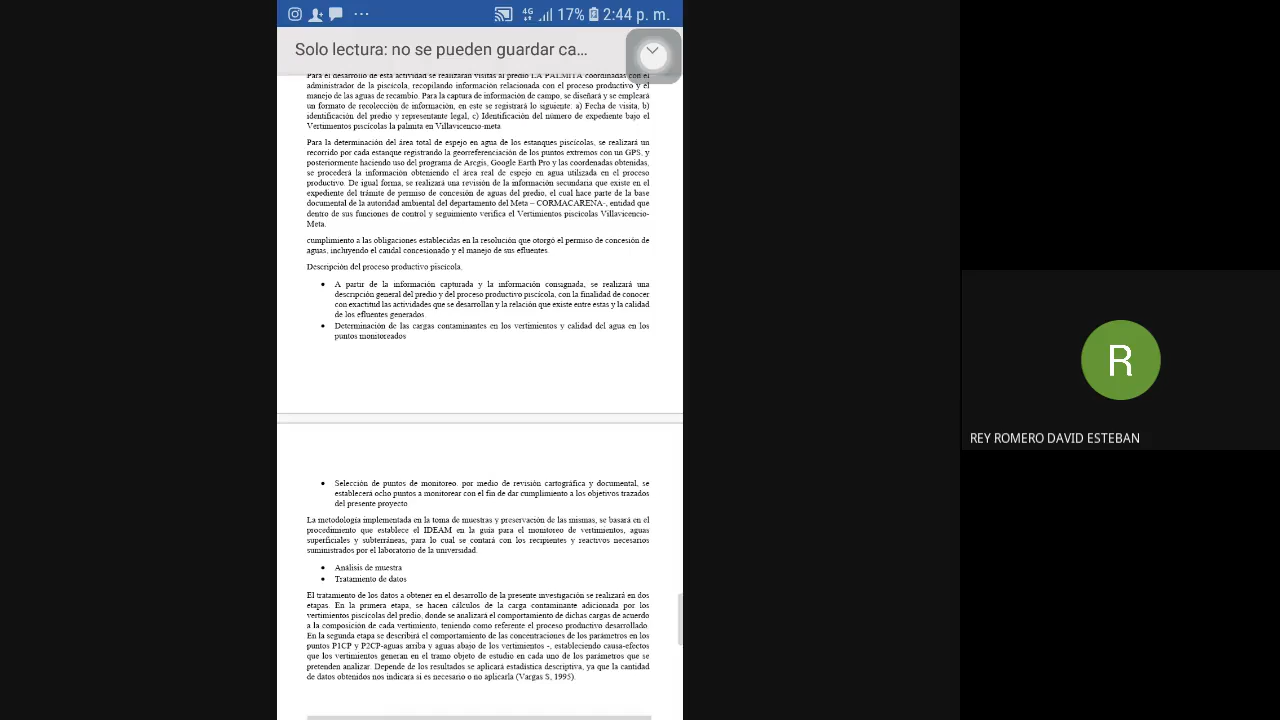 4G 17% 2:44 p. m.
Solo lectura: no se pueden guardar ca...
Para el desarrollo de esta actividad se realizaran visitas al predio LA PALMITA coordinadas con el
administrador de la piscícola, recopilando información relacionada con el proceso productivo y el
manejo de las aguas de recambio. Para la captura de información de campo, se diseñará y se empleará
un formato de recolección de información, en este se registrará lo siguiente: a) Fecha de visita, b)
identificación del predio y representante legal, c) Identificación del número de expediente bajo el
Vertimientos piscícolas la palmita en Villavicencio-meta
Para la determinación del área total de espejo en agua de los estanques piscícolas, se realizará un
recorrido por cada estanque registrando la georreferenciación de los puntos extremos con un GPS, y
posteriormente haciendo uso del programa de Arcgis, Google Earth Pro y las coordenadas obtenidas,
se procederá la información obteniendo el área real de espejo en agua utilizada en el proceso
productivo. De igual forma, se realizará una revisión de la información secundaria que existe en el
expediente del trámite de permiso de concesión de aguas del predio, el cual hace parte de la base
documental de la autoridad ambiental del departamento del Meta – CORMACARENA-, entidad que
dentro de sus funciones de control y seguimiento verifica el Vertimientos piscícolas Villavicencio-
Meta.
cumplimiento a las obligaciones establecidas en la resolución que otorgó el permiso de concesión de
aguas, incluyendo el caudal concesionado y el manejo de sus efluentes.
Descripción del proceso productivo piscícola.
• A partir de la información capturada y la información consignada, se realizará una
descripción general del predio y del proceso productivo piscícola, con la finalidad de conocer
con exactitud las actividades que se desarrollan y la relación que existe entre estas y la calidad
de los efluentes generados
• Determinación de las cargas contaminantes en los vertimientos y calidad del agua en los
puntos monitoreados
• Selección de puntos de monitoreo. por medio de revisión cartográfica y documental, se
establecerá ocho puntos a monitorear con el fin de dar cumplimiento a los objetivos trazados
del presente proyecto
La metodología implementada en la toma de muestras y preservación de las mismas, se basará en el
procedimiento que establece el IDEAM en la guía para el monitoreo de vertimientos, aguas
superficiales y subterráneas, para lo cual se contará con los recipientes y reactivos necesarios
suministrados por el laboratorio de la universidad.
• Análisis de muestra
• Tratamiento de datos
El tratamiento de los datos a obtener en el desarrollo de la presente investigación se realizará en dos
etapas. En la primera etapa, se hacen cálculos de la carga contaminante adicionada por los
vertimientos piscícolas del predio, donde se analizará el comportamiento de dichas cargas de acuerdo
a la composición de cada vertimiento, teniendo como referente el proceso productivo desarrollado.
En la segunda etapa se describirá el comportamiento de las concentraciones de los parámetros en los
puntos P1CP y P2CP-aguas arriba y aguas abajo de los vertimientos -, estableciendo causa-efectos
que los vertimientos generan en el tramo objeto de estudio en cada uno de los parámetros que se
pretenden analizar. Depende de los resultados se aplicará estadística descriptiva, ya que la cantidad
de datos obtenidos nos indicara si es necesario o no aplicarla (Vargas S, 1995).
R
REY ROMERO DAVID ESTEBAN